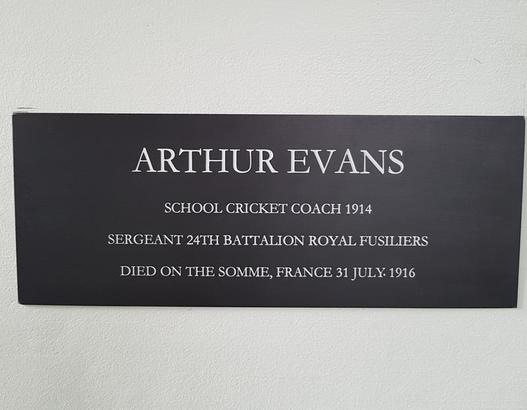 ARTHUR EVANS
SCHOOL CRICKET COACH 1914
SERGEANT 24TH BATTALION ROYAL FUSILIERS
DIED ON THE SOMME, FRANCE 31 JULY 1916